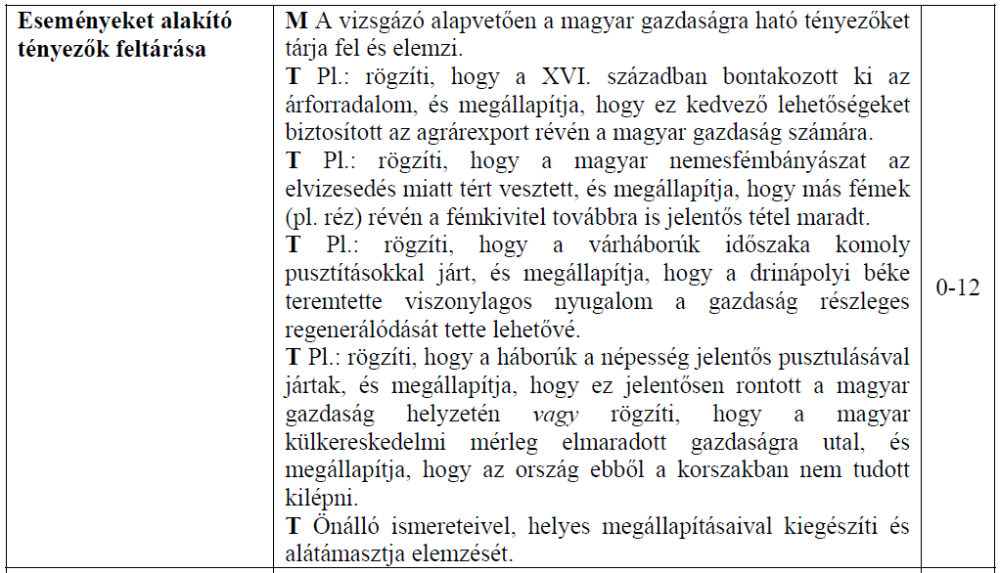 Eseményeket alakító
tényezők feltárása
M A vizsgázó alapvetően a magyar gazdaságra ható tényezőket
tárja fel és elemzi.
T Pl.: rögzíti, hogy a XVI. században bontakozott ki az
árforradalom, és megállapítja, hogy ez kedvező lehetőségeket
biztosított az agrárexport révén a magyar gazdaság számára.
T Pl.: rögzíti, hogy a magyar nemesfémbányászat az
elvizesedés miatt tért vesztett, és megállapítja, hogy más fémek
(pl. réz) révén a fémkivitel továbbra is jelentős tétel maradt.
T Pl.: rögzíti, hogy a várháborúk időszaka komoly
pusztításokkal járt, és megállapítja, hogy a drinápolyi béke
teremtette viszonylagos nyugalom a gazdaság részleges
regenerálódását tette lehetővé.
T Pl.: rögzíti, hogy a háborúk a népesség jelentős pusztulásával
jártak, és megállapítja, hogy ez jelentősen rontott a magyar
gazdaság helyzetén vagy rögzíti, hogy a magyar
külkereskedelmi mérleg elmaradott gazdaságra utal, és
megállapítja, hogy az ország ebből a korszakban nem tudott
kilépni.
T Önálló ismereteivel, helyes megállapításaival kiegészíti és
alátámasztja elemzését.
0-12